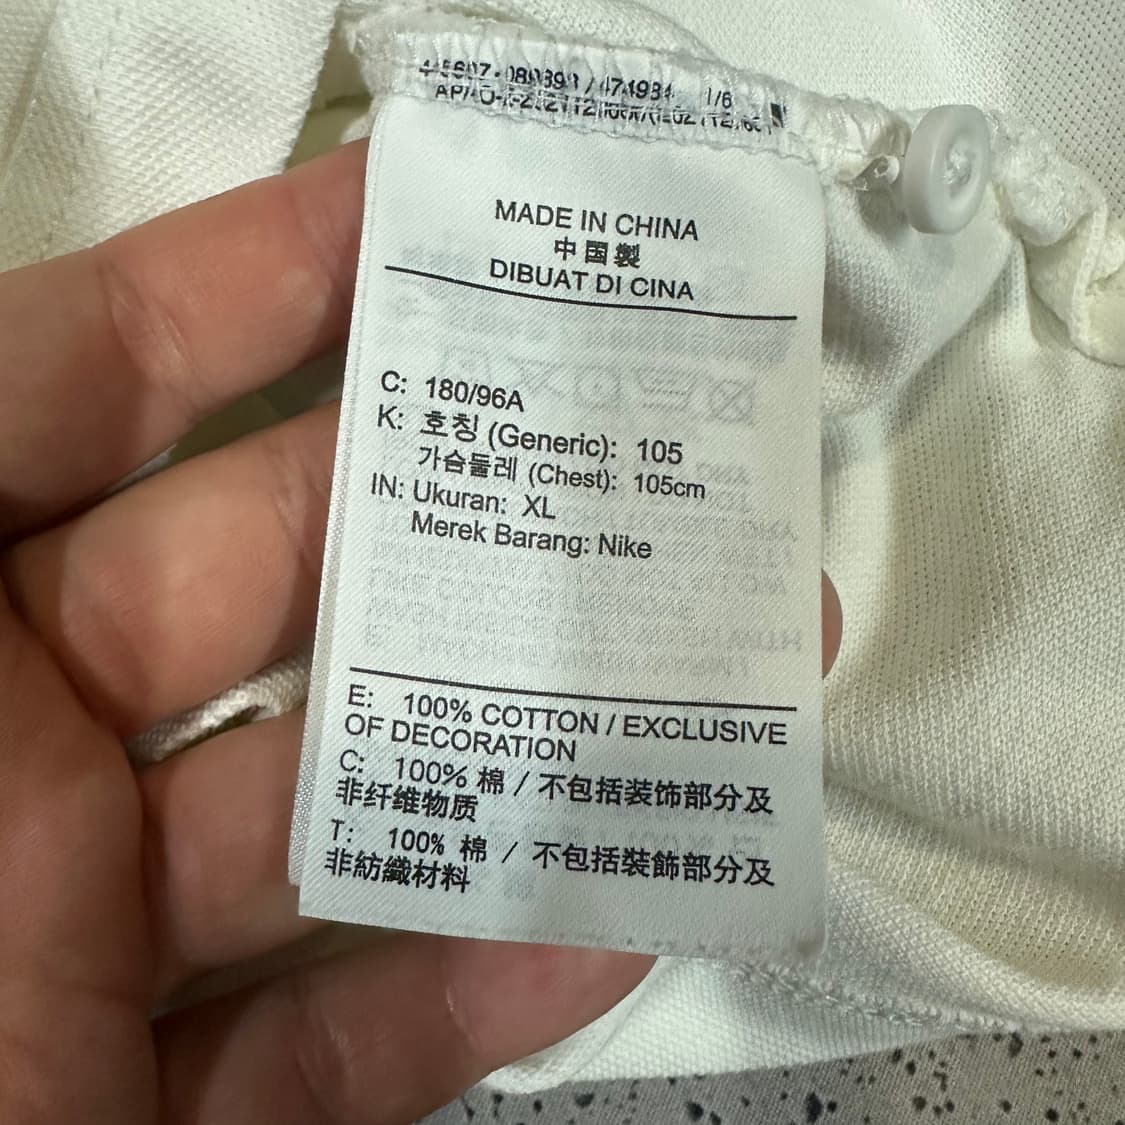 1/6
MADE IN CHINA
中国製
DIBUAT DI CINA
C: 180/96A
K: 호칭 (Generic): 105
가슴둘레 (Chest): 105cm
IN: Ukuran: XL
Merek Barang: Nike
E: 100% COTTON / EXCLUSIVE
OF DECORATION
C: 100% 棉 / 不包括装饰部分及
非纤维物质
T: 100% 棉 / 不包括裝飾部分及
非紡織材料